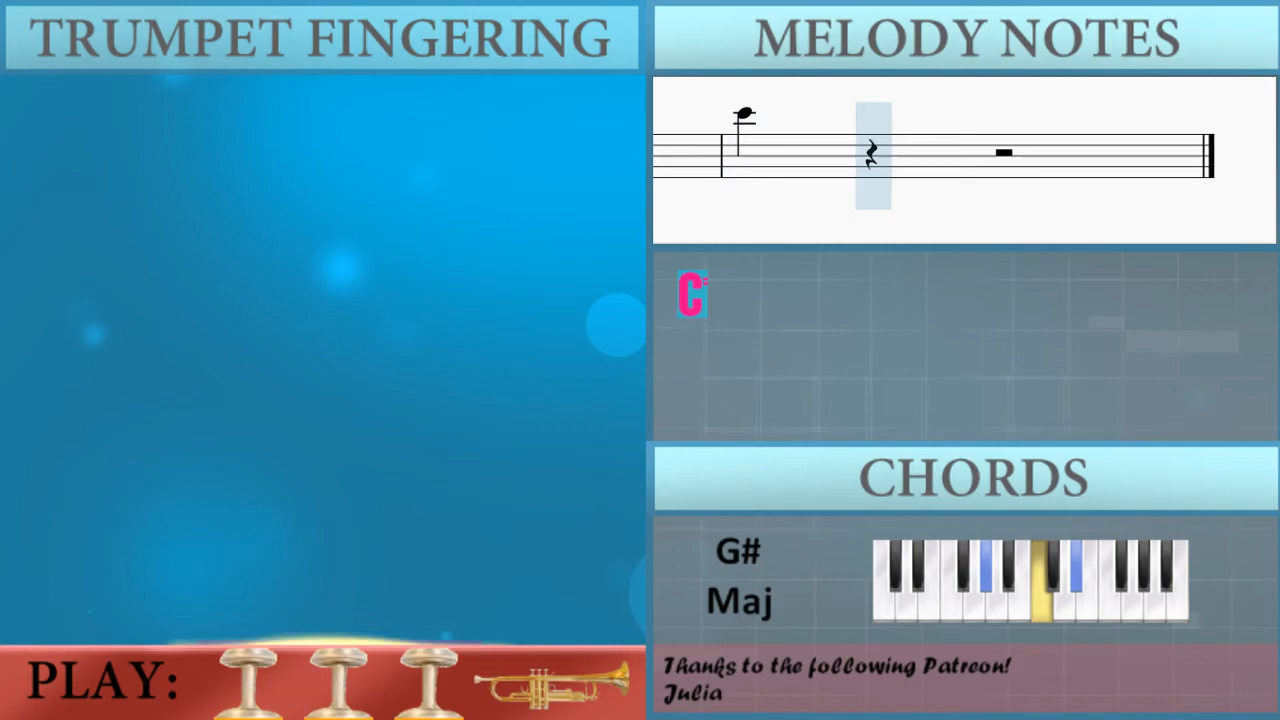 TRUMPET FINGERING
MELODY NOTES
C#
CHORDS
G#
Maj
PLAY:
Thanks to the following Patreon!
Julia